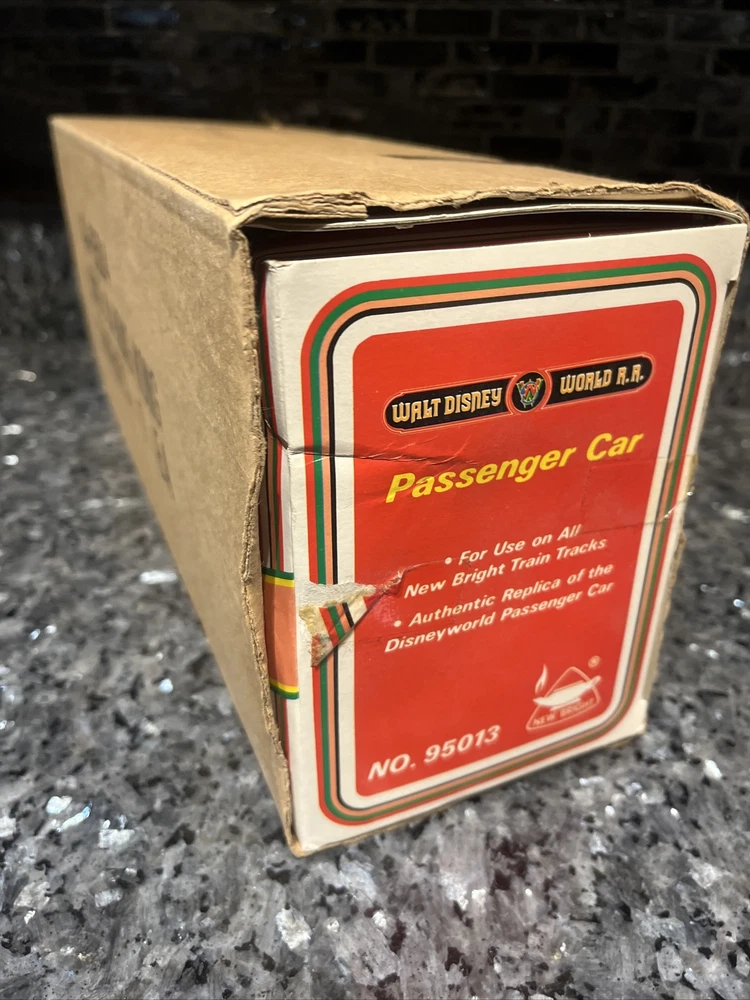 WALT DISNEY WORLD R.R.
Passenger Car
• For Use on All
New Bright Train Tracks
• Authentic Replica of the
Disneyworld Passenger Car
®
NEW BRIGHT
NO. 95013